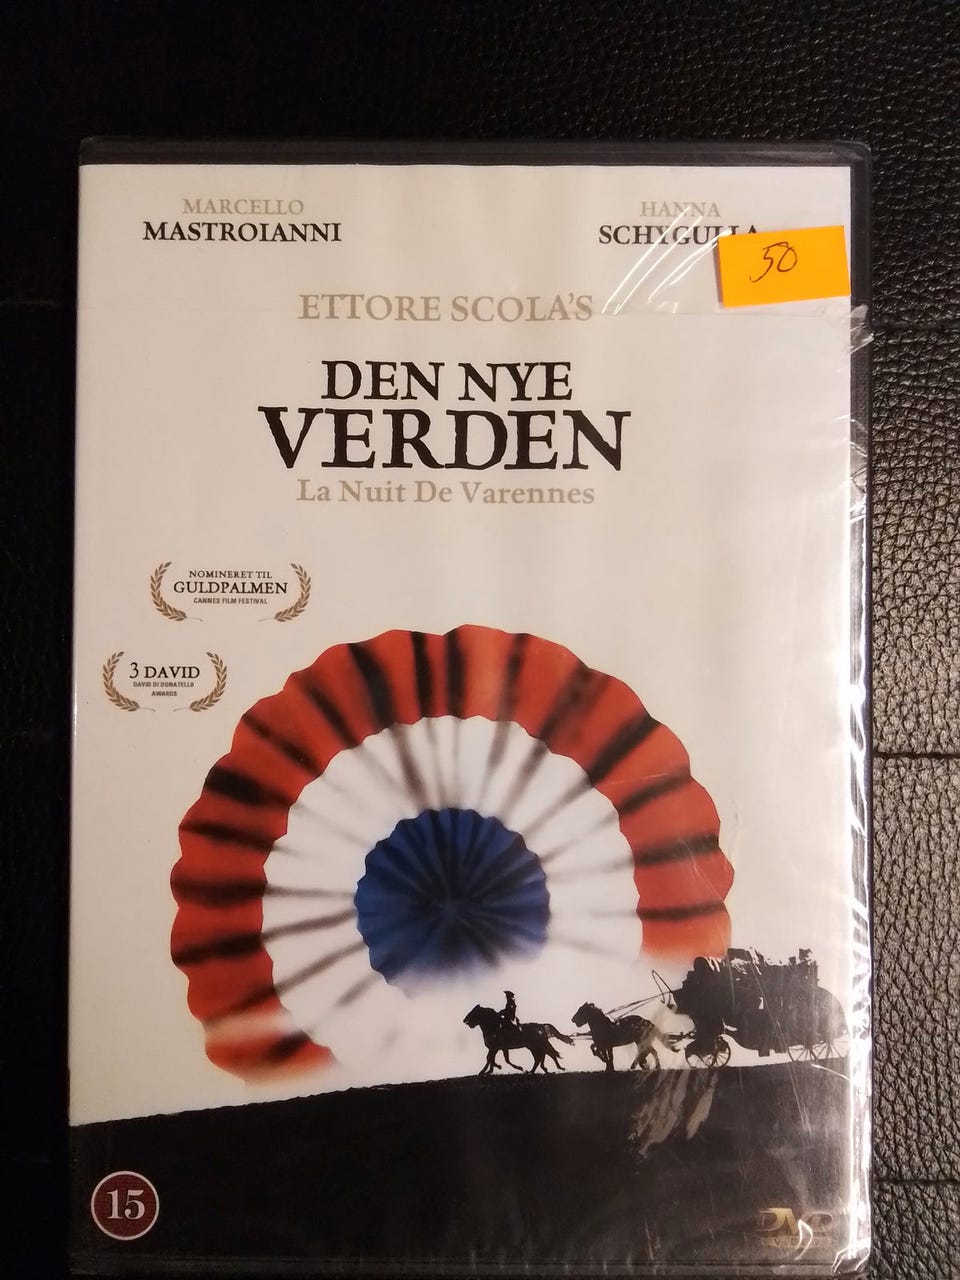 MARCELLO
MASTROIANNI
HANNA
SCHYGULLA
50
ETTORE SCOLA'S
DEN NYE
VERDEN
La Nuit De Varennes
NOMINERET TIL
GULDPALMEN
CANNES FILM FESTIVAL
3 DAVID
DAVID DI DONATELLO
AWARDS
15
DVD